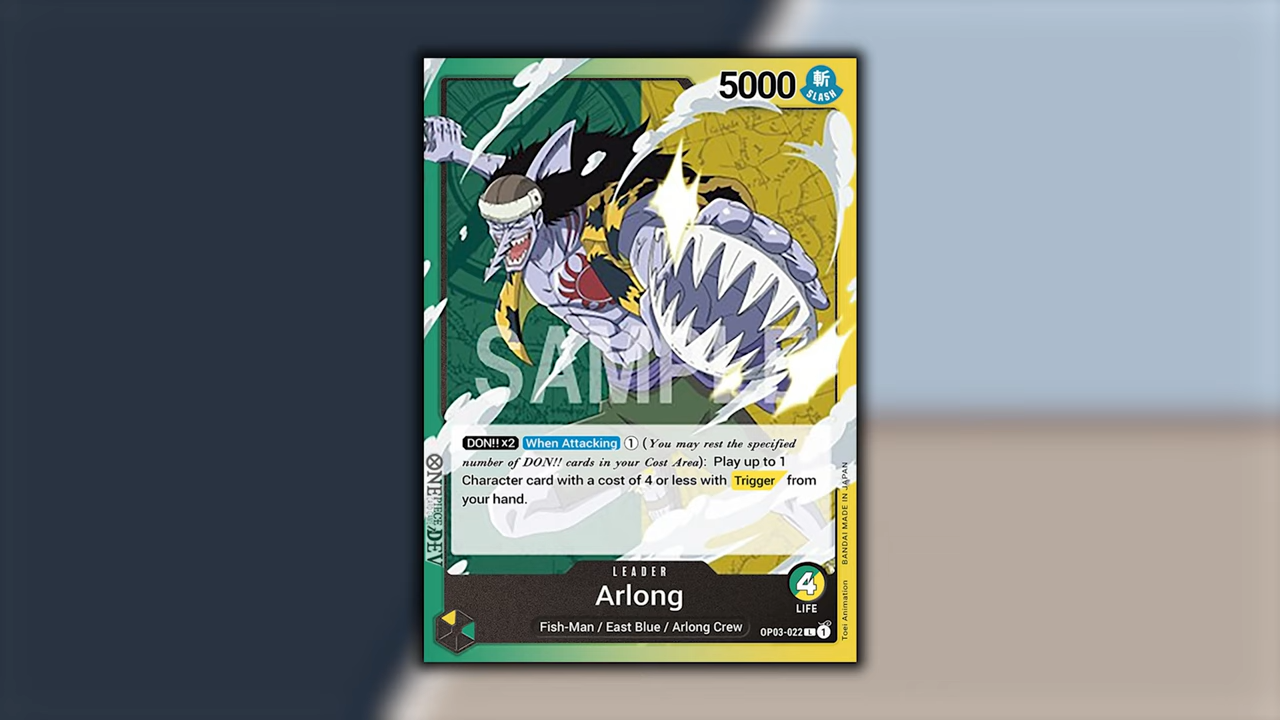 5000
斬
SLASH
SAMPLE
DON!!×2 When Attacking ① (You may rest the specified
number of DON!! cards in your Cost Area): Play up to 1
Character card with a cost of 4 or less with Trigger from
your hand.
ONE PIECE
DEV
BANDAI MADE IN JAPAN
Toei Animation
LEADER
Arlong
4
LIFE
Fish-Man / East Blue / Arlong Crew
OP03-022 L 1